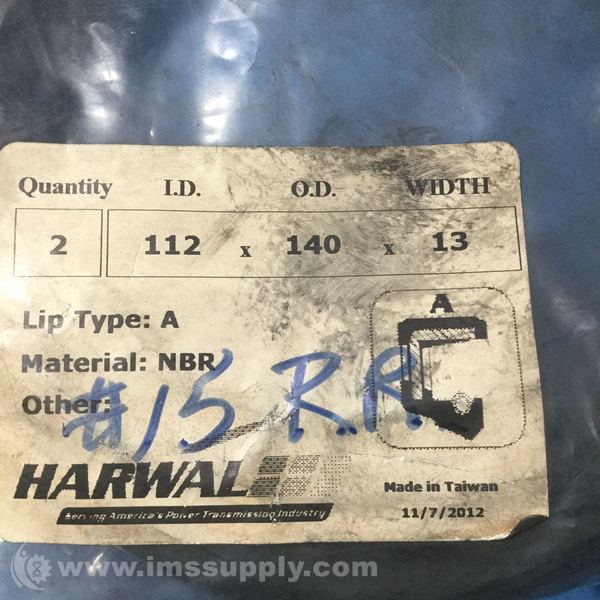 Quantity I.D. O.D. WIDTH
2 112 x 140 x 13
Lip Type: A
A
Material: NBR
Other:
#15 R.R.
HARWAL
Serving America's Power Transmission Industry
Made in Taiwan
11/7/2012
www.imssupply.com